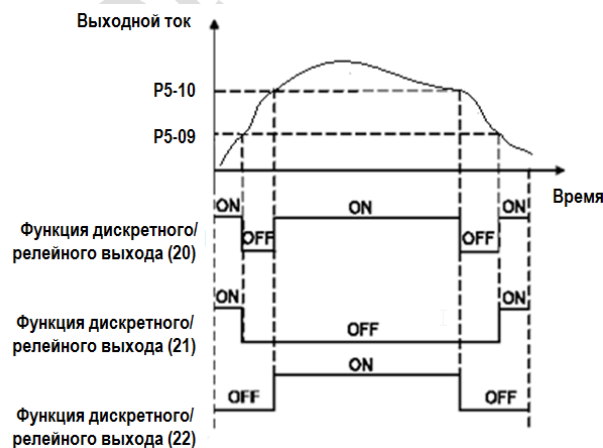 Выходной ток
P5-10
P5-09
Время
ON
ON
ON
OFF
OFF
Функция дискретного/
релейного выхода (20)
ON
ON
OFF
Функция дискретного/
релейного выхода (21)
ON
OFF
OFF
Функция дискретного/
релейного выхода (22)